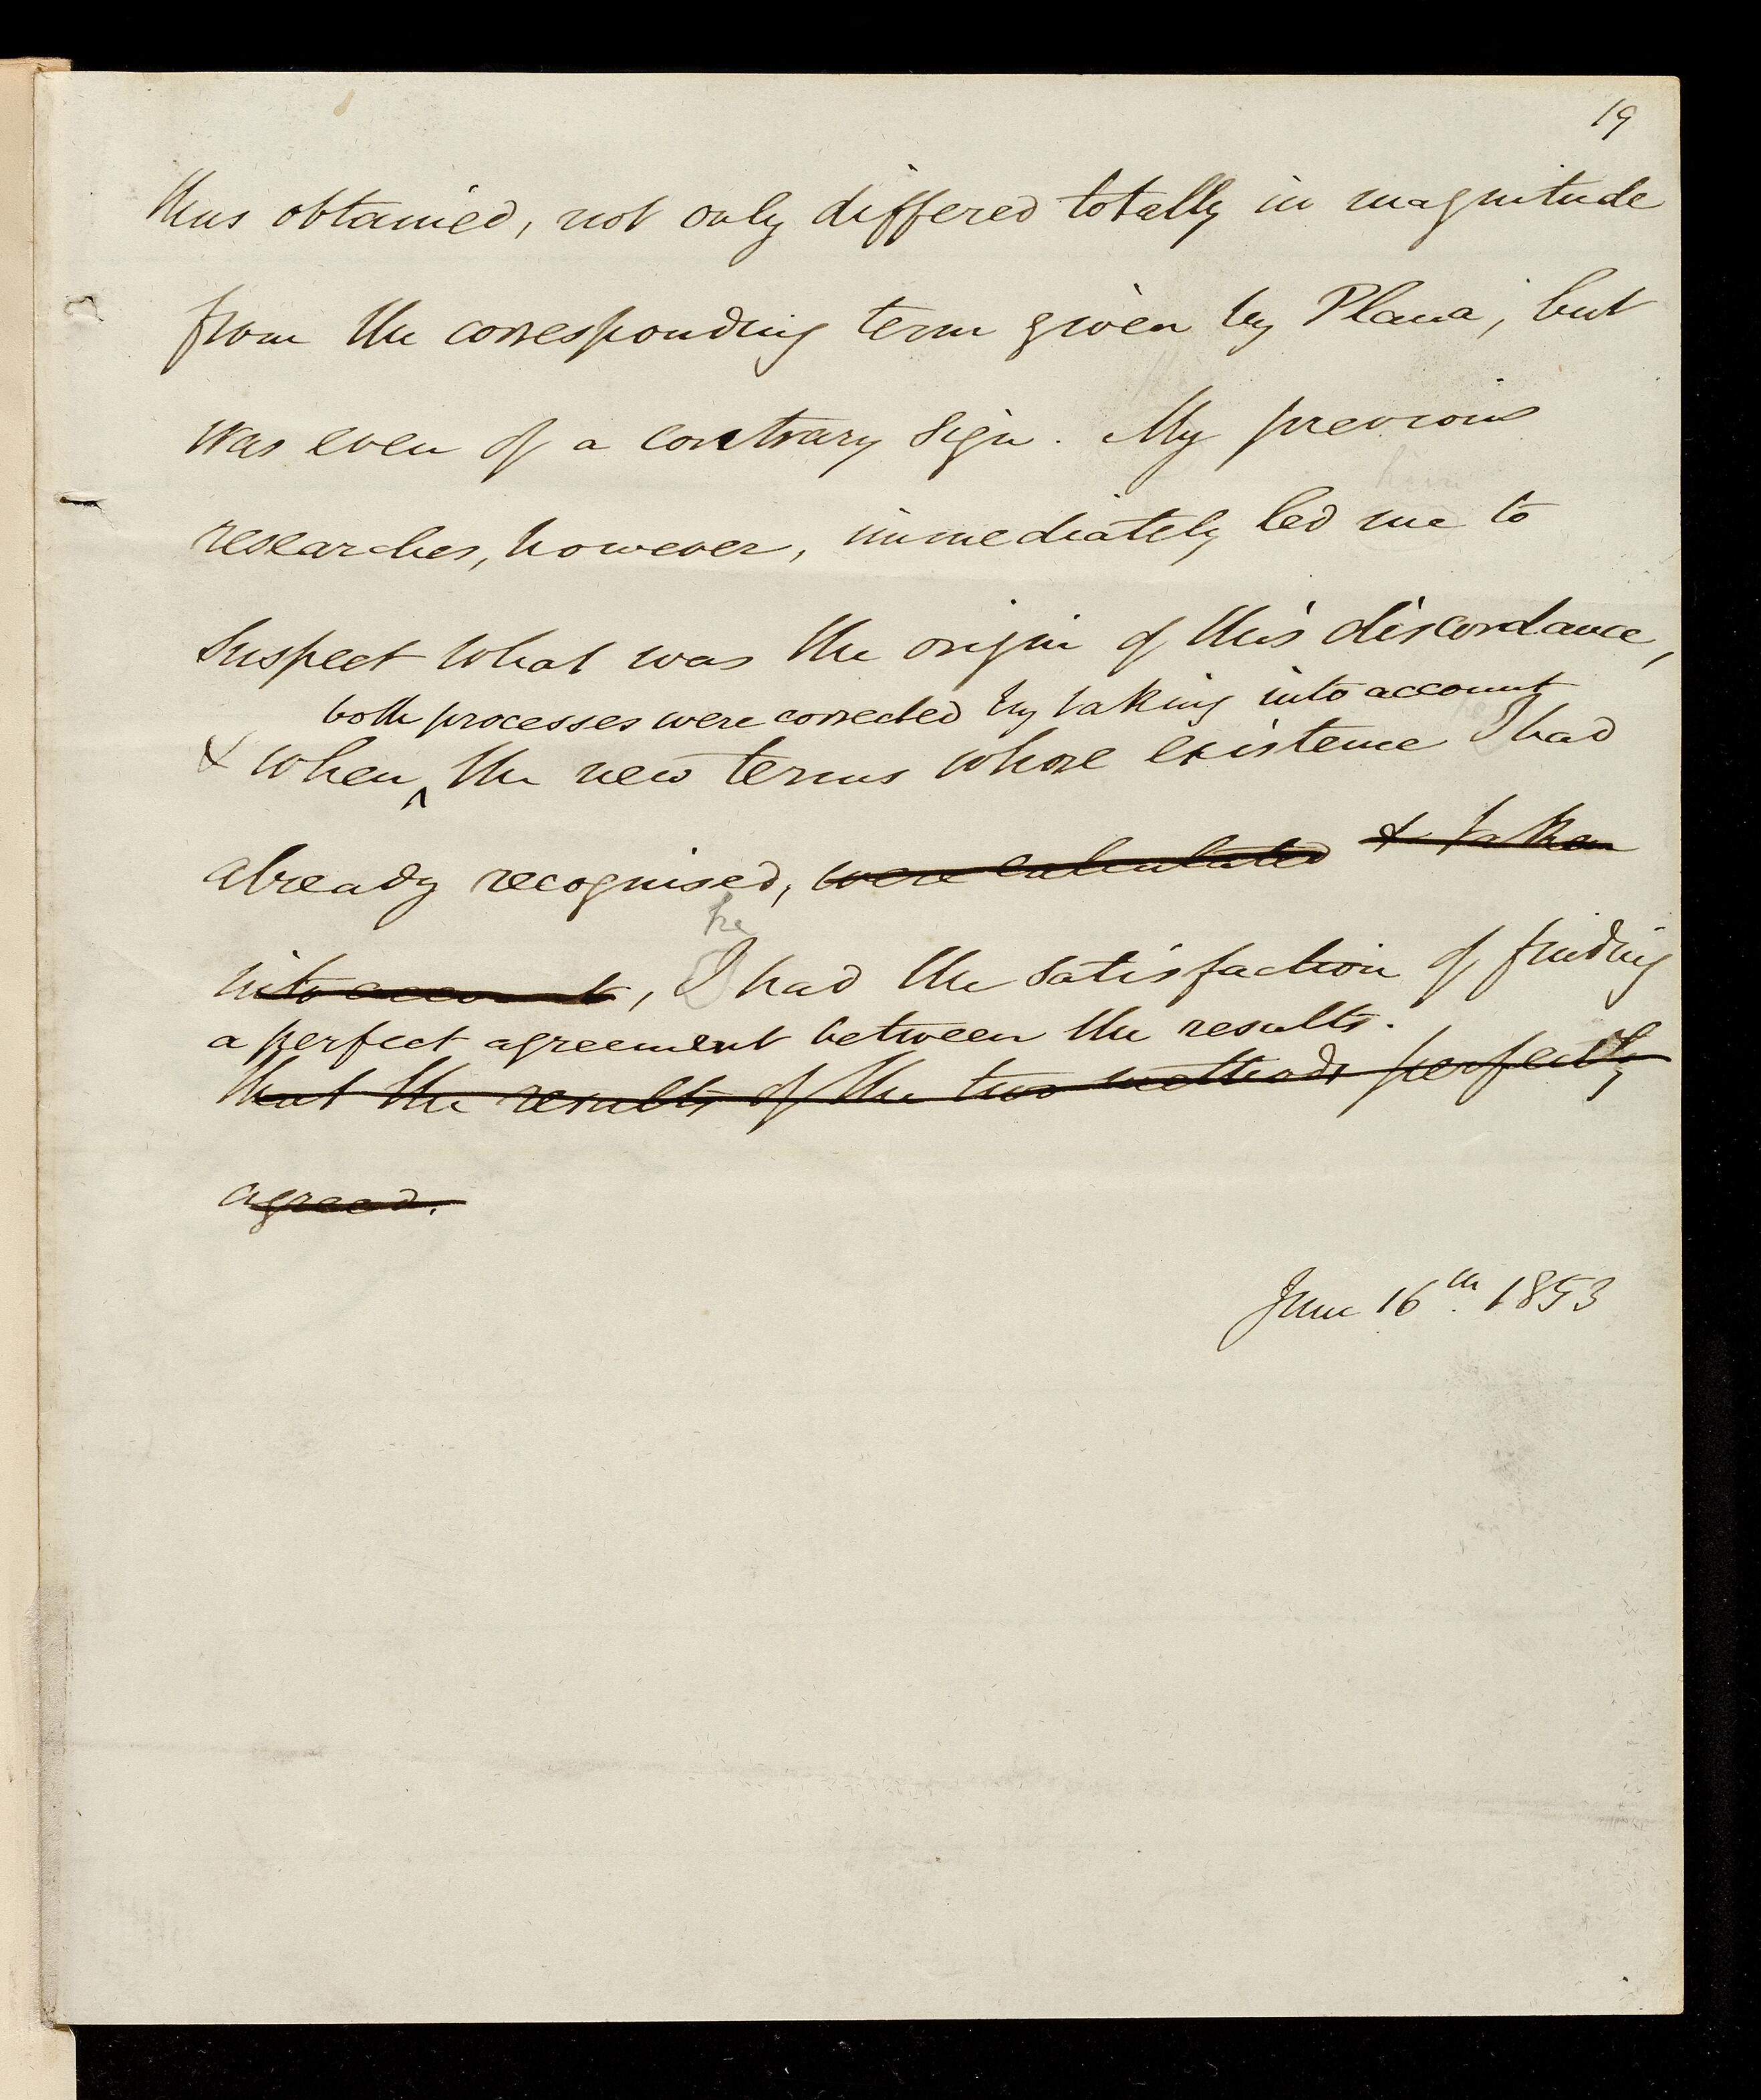 19
thus obtained, not only differed totally in magnitude
from the corresponding term given by Plana, but
was even of a contrary sign. My previous
him
researches, however, immediately led me to
suspect what was the origin of this discordance,
both processes were corrected by taking into account
& when ^ the new terms whose existence I had
already recognised, were calculated & taken
he
into account, I had the satisfaction of finding
a perfect agreement between the results.
that the results of the two methods perfectly
agreed.
June 16th. 1853